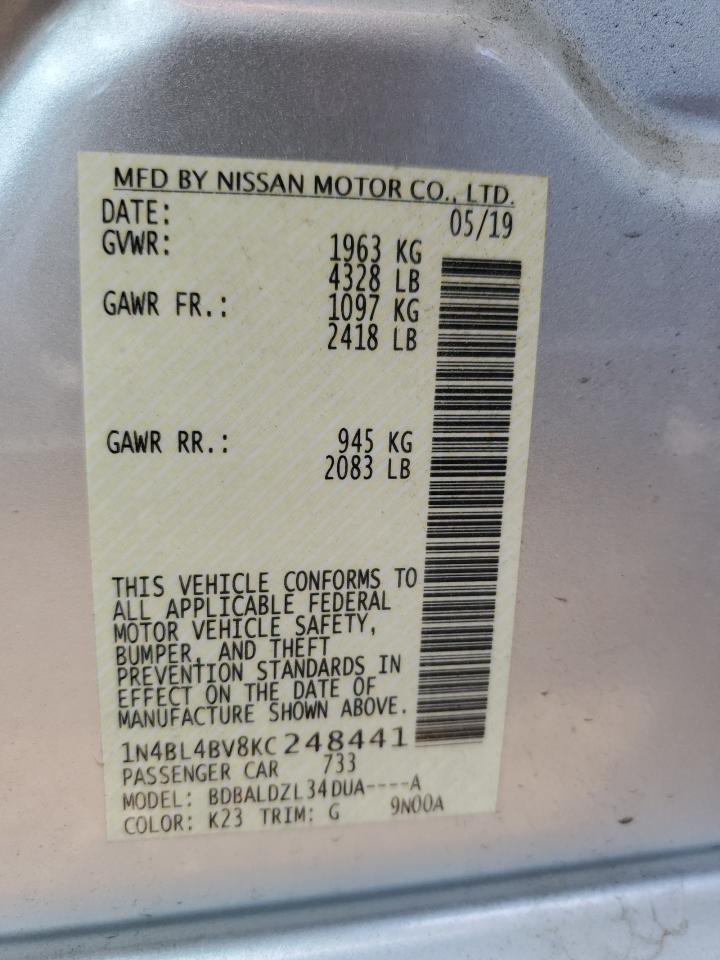 MFD BY NISSAN MOTOR CO., LTD.
DATE: 05/19
GVWR: 1963 KG
4328 LB
GAWR FR.: 1097 KG
2418 LB
GAWR RR.: 945 KG
2083 LB
THIS VEHICLE CONFORMS TO
ALL APPLICABLE FEDERAL
MOTOR VEHICLE SAFETY,
BUMPER, AND THEFT
PREVENTION STANDARDS IN
EFFECT ON THE DATE OF
MANUFACTURE SHOWN ABOVE.
1N4BL4BV8KC248441
PASSENGER CAR 733
MODEL: BDBALDZL34DUA----A
COLOR: K23 TRIM: G 9N00A